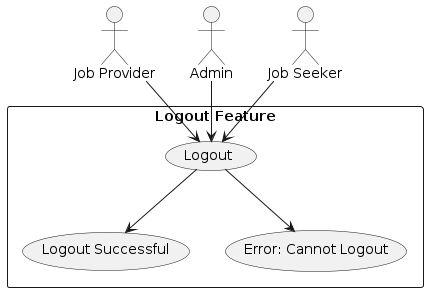 Job Provider
Admin
Job Seeker
Logout Feature
Logout
Logout Successful
Error: Cannot Logout